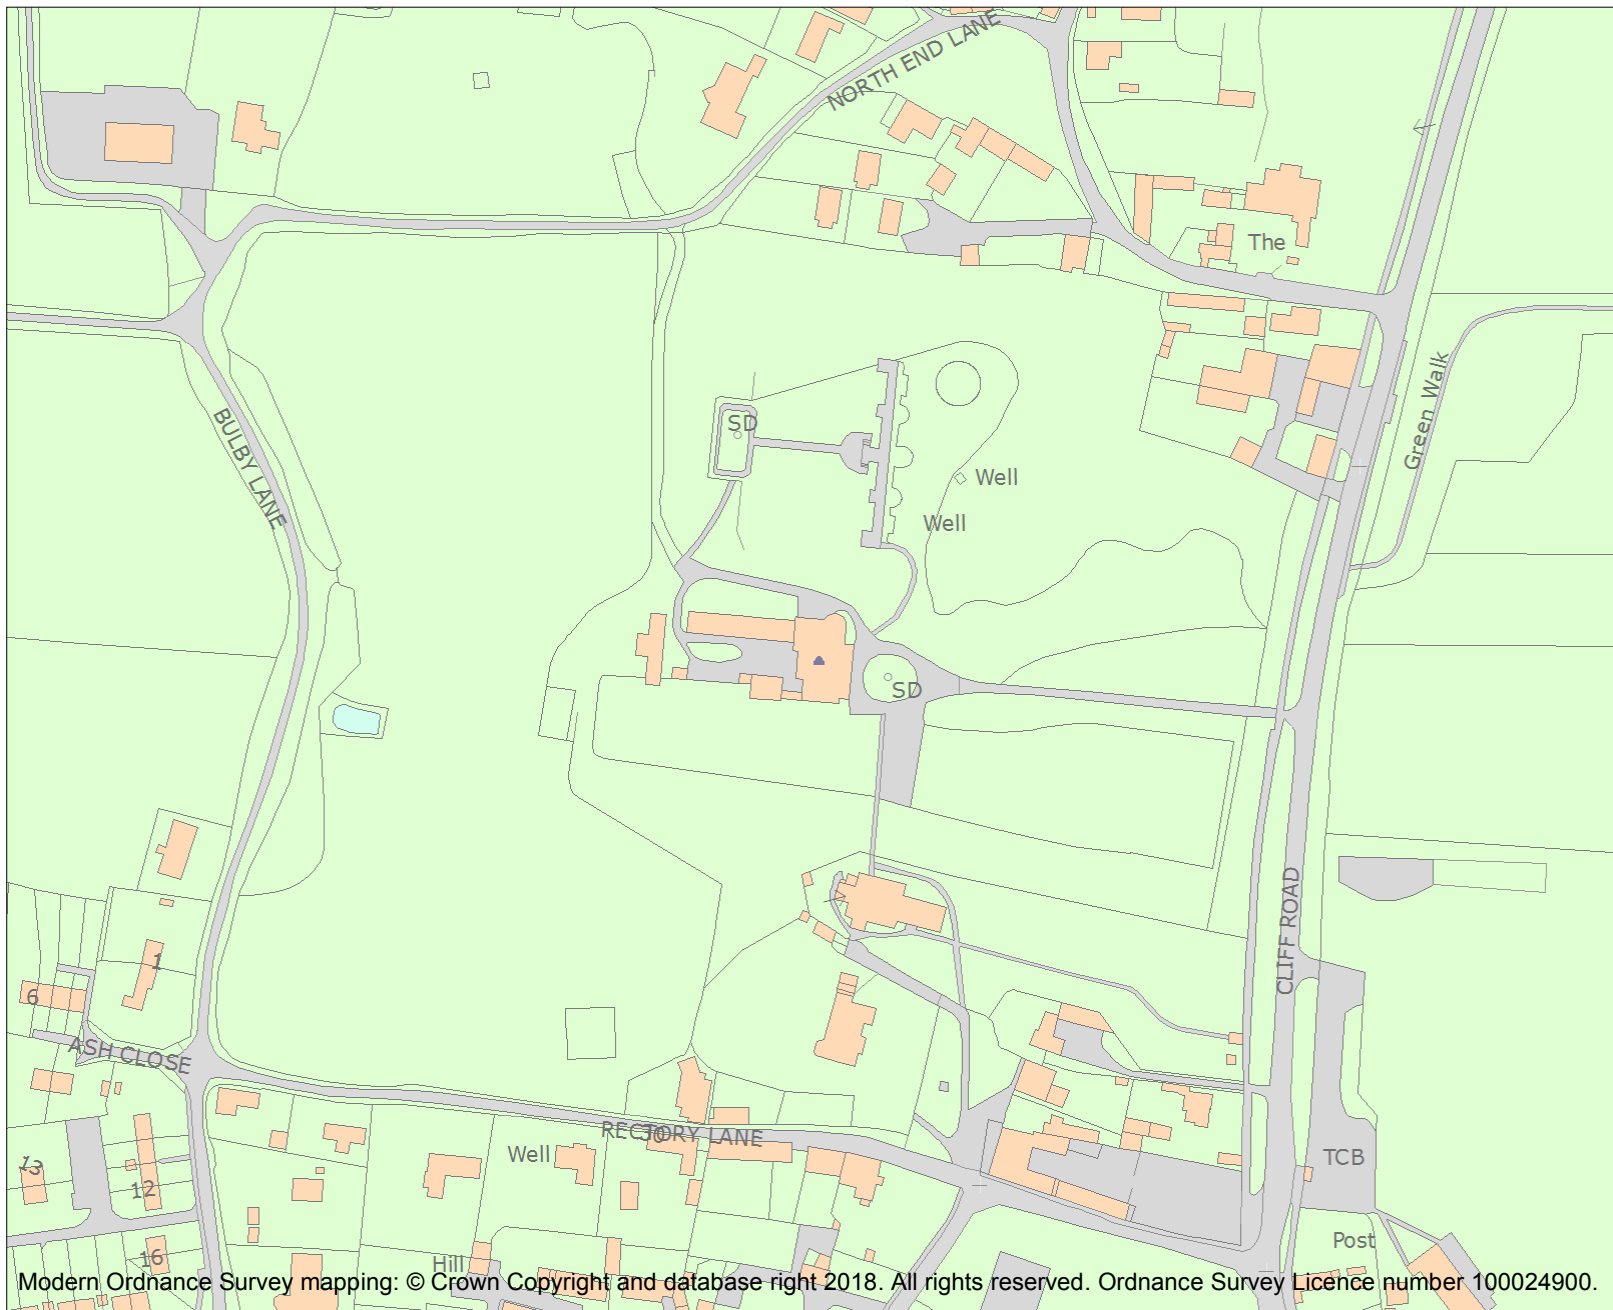 NORTH END LANE
The
Green Walk
BULBY LANE
SD
Well
Well
SD
CLIFF ROAD
1
6
ASH CLOSE
RECTORY LANE
30
Well
13
12
TCB
16
Hill
Post
Modern Ordnance Survey mapping: © Crown Copyright and database right 2018. All rights reserved. Ordnance Survey Licence number 100024900.